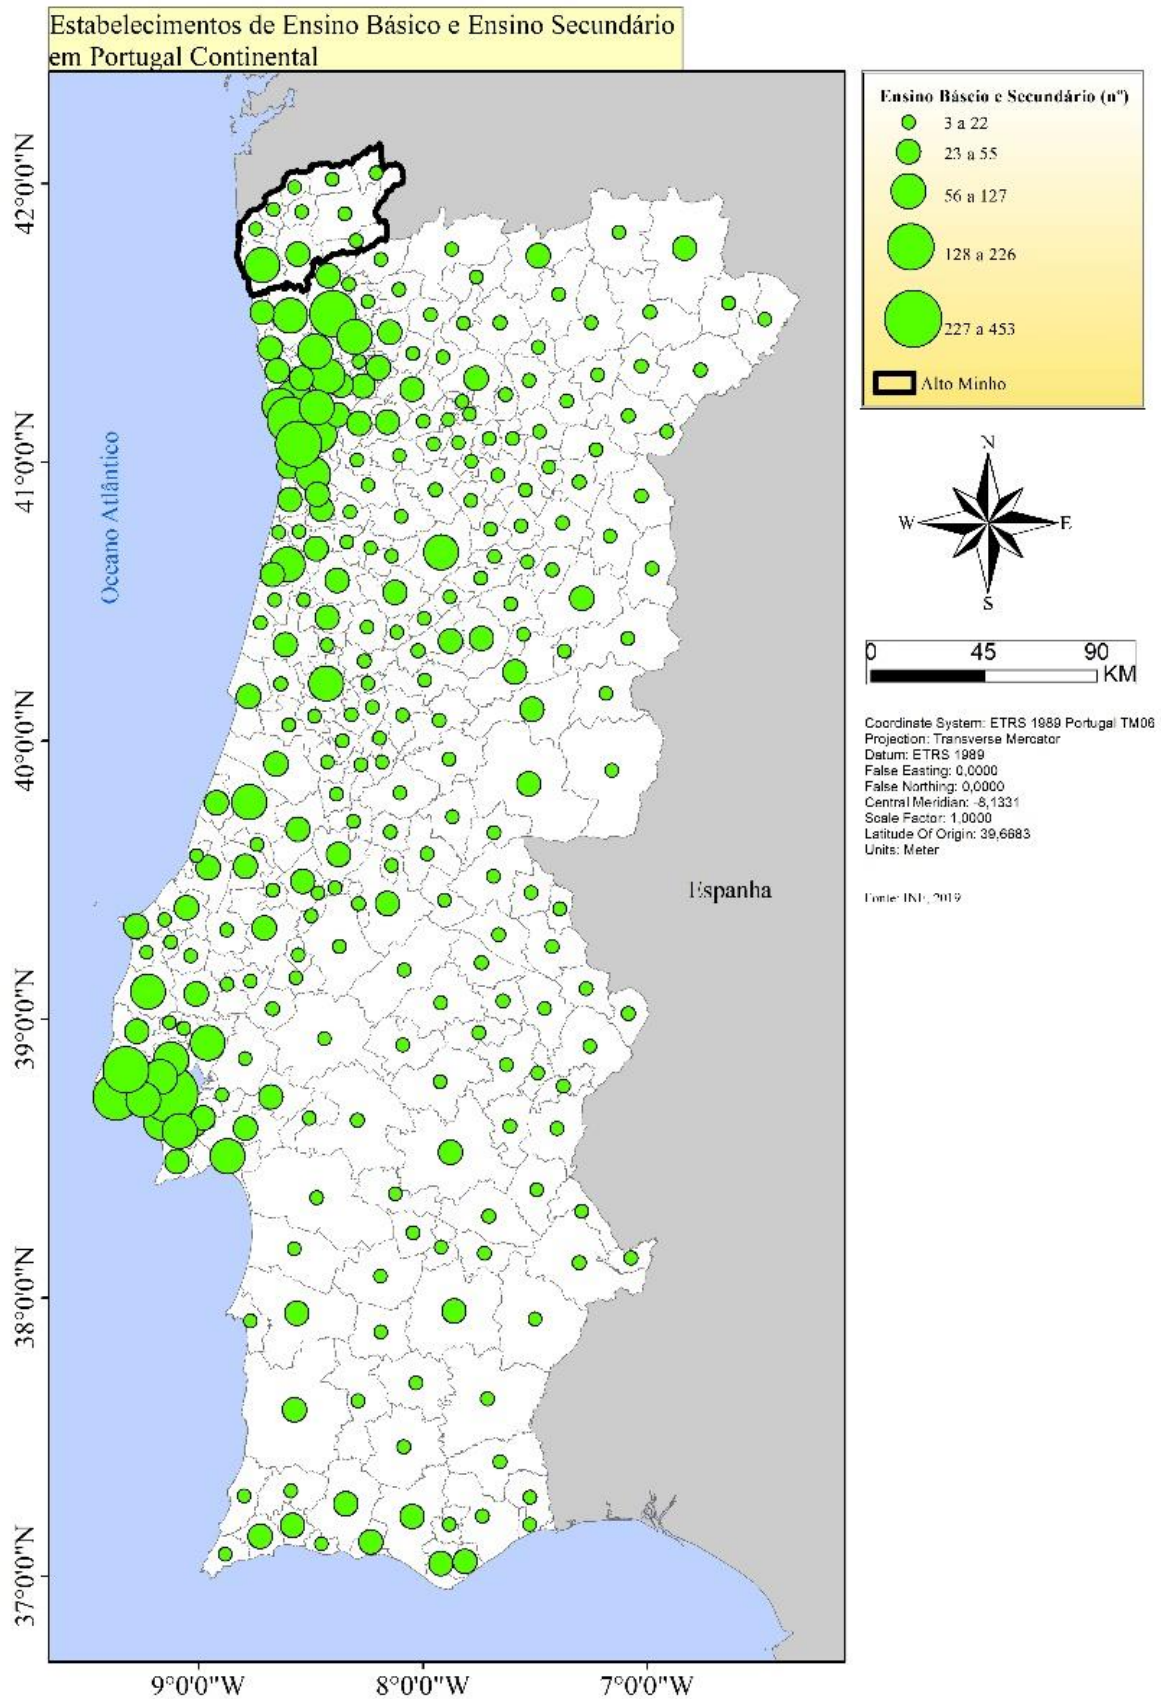 Estabelecimentos de Ensino Básico e Ensino Secundário
em Portugal Continental
Ensino Báscio e Secundário (nº)
3 a 22
23 a 55
56 a 127
128 a 226
227 a 453
Alto Minho
42°0'0"N
41°0'0"N
40°0'0"N
39°0'0"N
38°0'0"N
37°0'0"N
Oceano Atlântico
Espanha
N
W
E
S
0 45 90
KM
Coordinate System: ETRS 1989 Portugal TM06
Projection: Transverse Mercator
Datum: ETRS 1989
False Easting: 0,0000
False Northing: 0,0000
Central Meridian: -8,1331
Scale Factor: 1,0000
Latitude Of Origin: 39,6683
Units: Meter
Fonte: INE, 2019
9°0'0"W
8°0'0"W
7°0'0"W